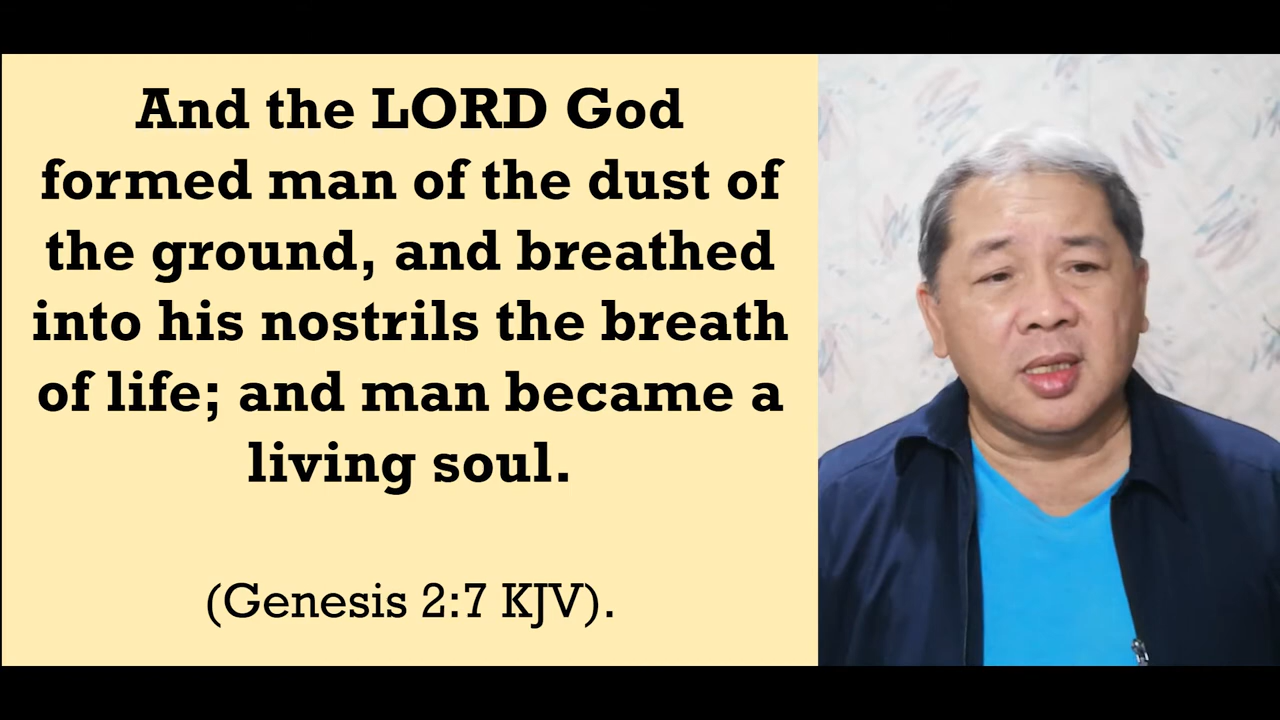 And the LORD God
formed man of the dust of
the ground, and breathed
into his nostrils the breath
of life; and man became a
living soul.
(Genesis 2:7 KJV).